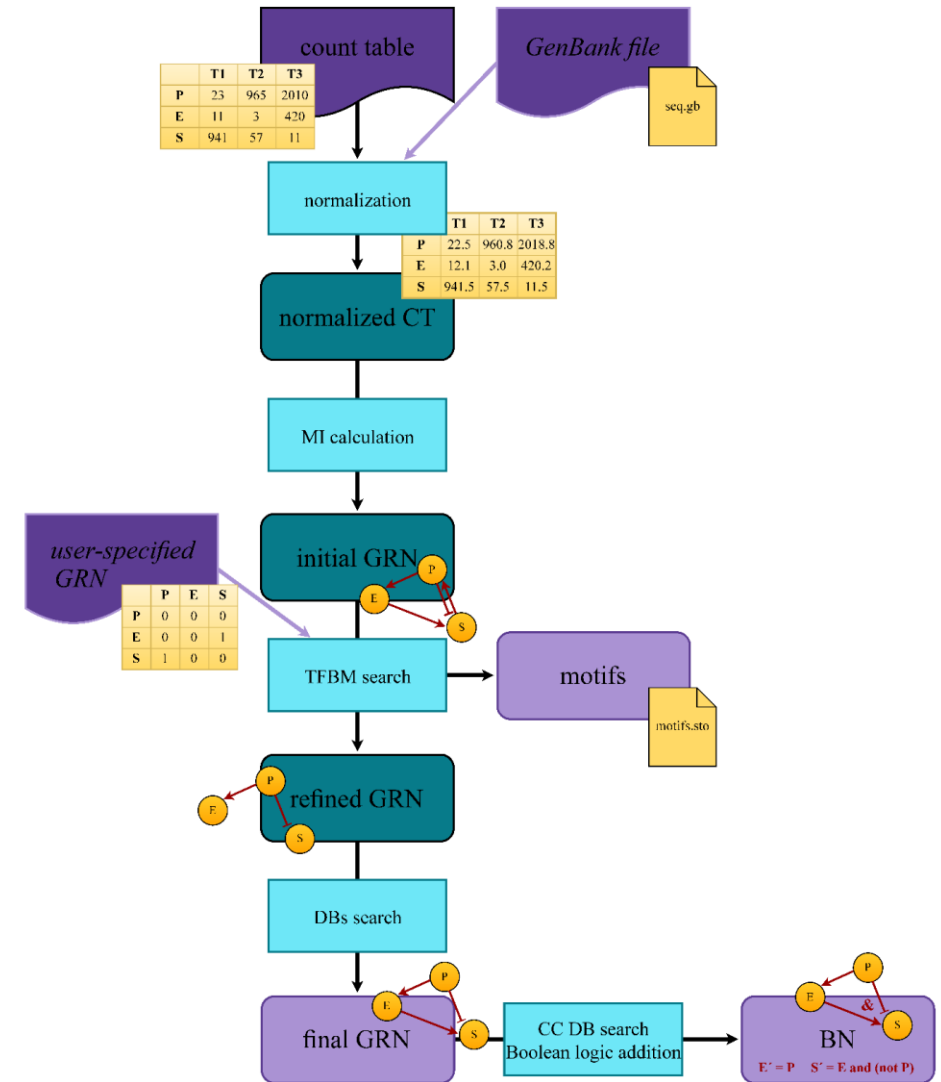 count table
GenBank file
T1 T2 T3
P 23 965 2010
E 11 3 420
S 941 57 11
seq.gb
normalization
T1 T2 T3
P 22.5 960.8 2018.8
E 12.1 3.0 420.2
S 941.5 57.5 11.5
normalized CT
MI calculation
user-specified
GRN
P E S
P 0 0 0
E 0 0 1
S 1 0 0
initial GRN
P
E
S
TFBM search
motifs
motifs.sto
refined GRN
P
E
S
DBs search
final GRN
P
E
S
CC DB search
Boolean logic addition
P
E
&
S
BN
E´ = P S´ = E and (not P)